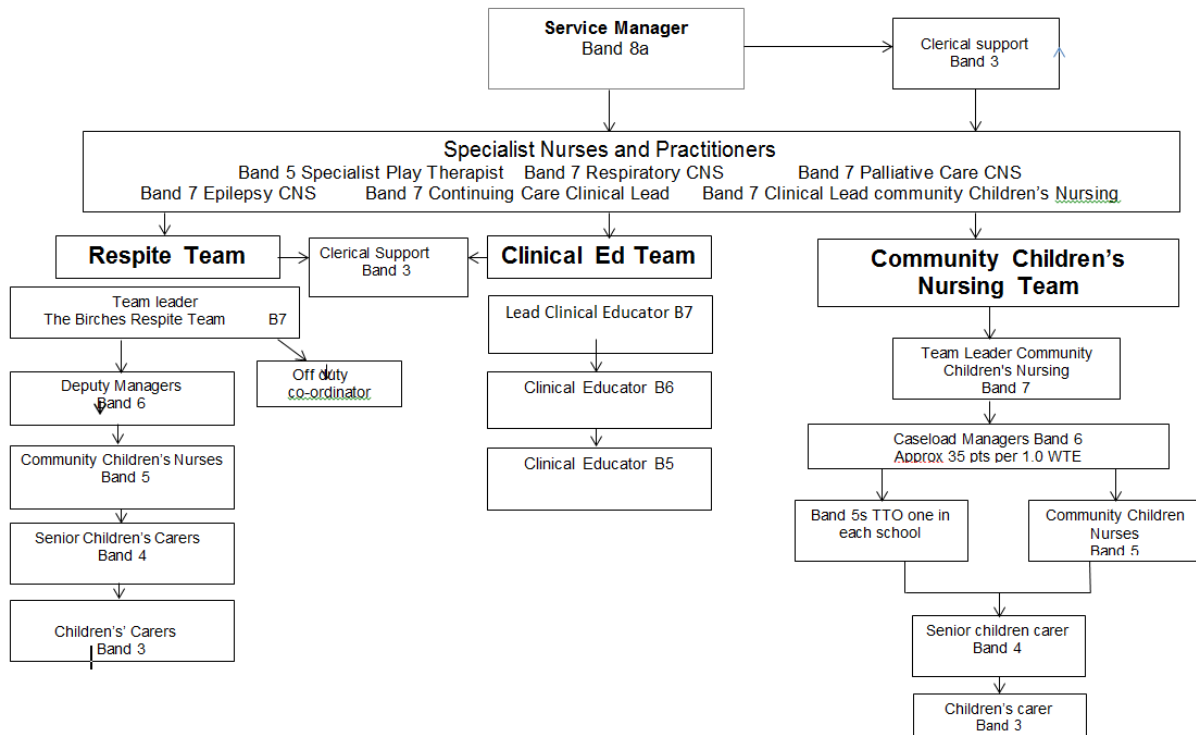 Service Manager
Band 8a
Clerical support
Band 3
Specialist Nurses and Practitioners
Band 5 Specialist Play Therapist Band 7 Respiratory CNS Band 7 Palliative Care CNS
Band 7 Epilepsy CNS Band 7 Continuing Care Clinical Lead Band 7 Clinical Lead community Children's Nursing
Respite Team
Clerical Support
Band 3
Clinical Ed Team
Community Children's
Nursing Team
Team leader
The Birches Respite Team B7
Off duty
co-ordinator
Deputy Managers
Band 6
Community Children's Nurses
Band 5
Senior Children's Carers
Band 4
Children's' Carers
Band 3
Lead Clinical Educator B7
Clinical Educator B6
Clinical Educator B5
Team Leader Community
Children's Nursing
Band 7
Caseload Managers Band 6
Approx 35 pts per 1.0 WTE
Band 5s TTO one in
each school
Community Children
Nurses
Band 5
Senior children carer
Band 4
Children's carer
Band 3